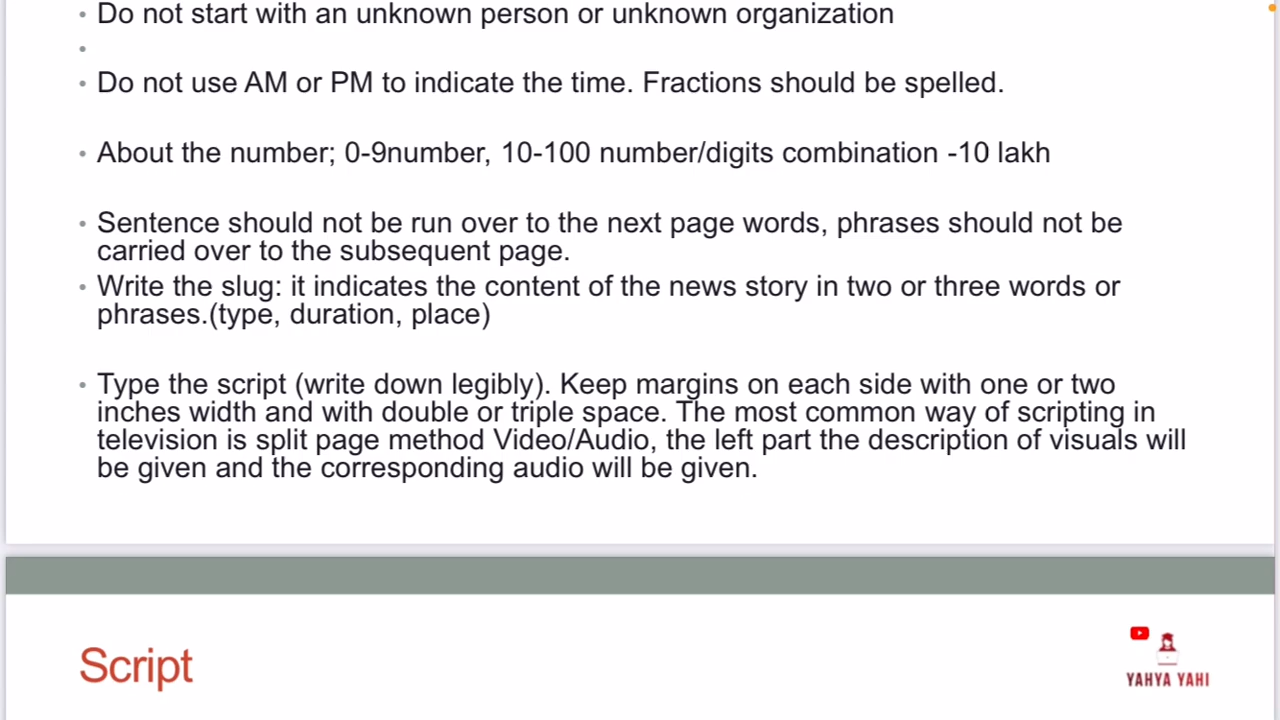 Do not start with an unknown person or unknown organization
Do not use AM or PM to indicate the time. Fractions should be spelled.
About the number; 0-9number, 10-100 number/digits combination -10 lakh
Sentence should not be run over to the next page words, phrases should not be
carried over to the subsequent page.
Write the slug: it indicates the content of the news story in two or three words or
phrases.(type, duration, place)
Type the script (write down legibly). Keep margins on each side with one or two
inches width and with double or triple space. The most common way of scripting in
television is split page method Video/Audio, the left part the description of visuals will
be given and the corresponding audio will be given.
Script
YAHYA YAHI